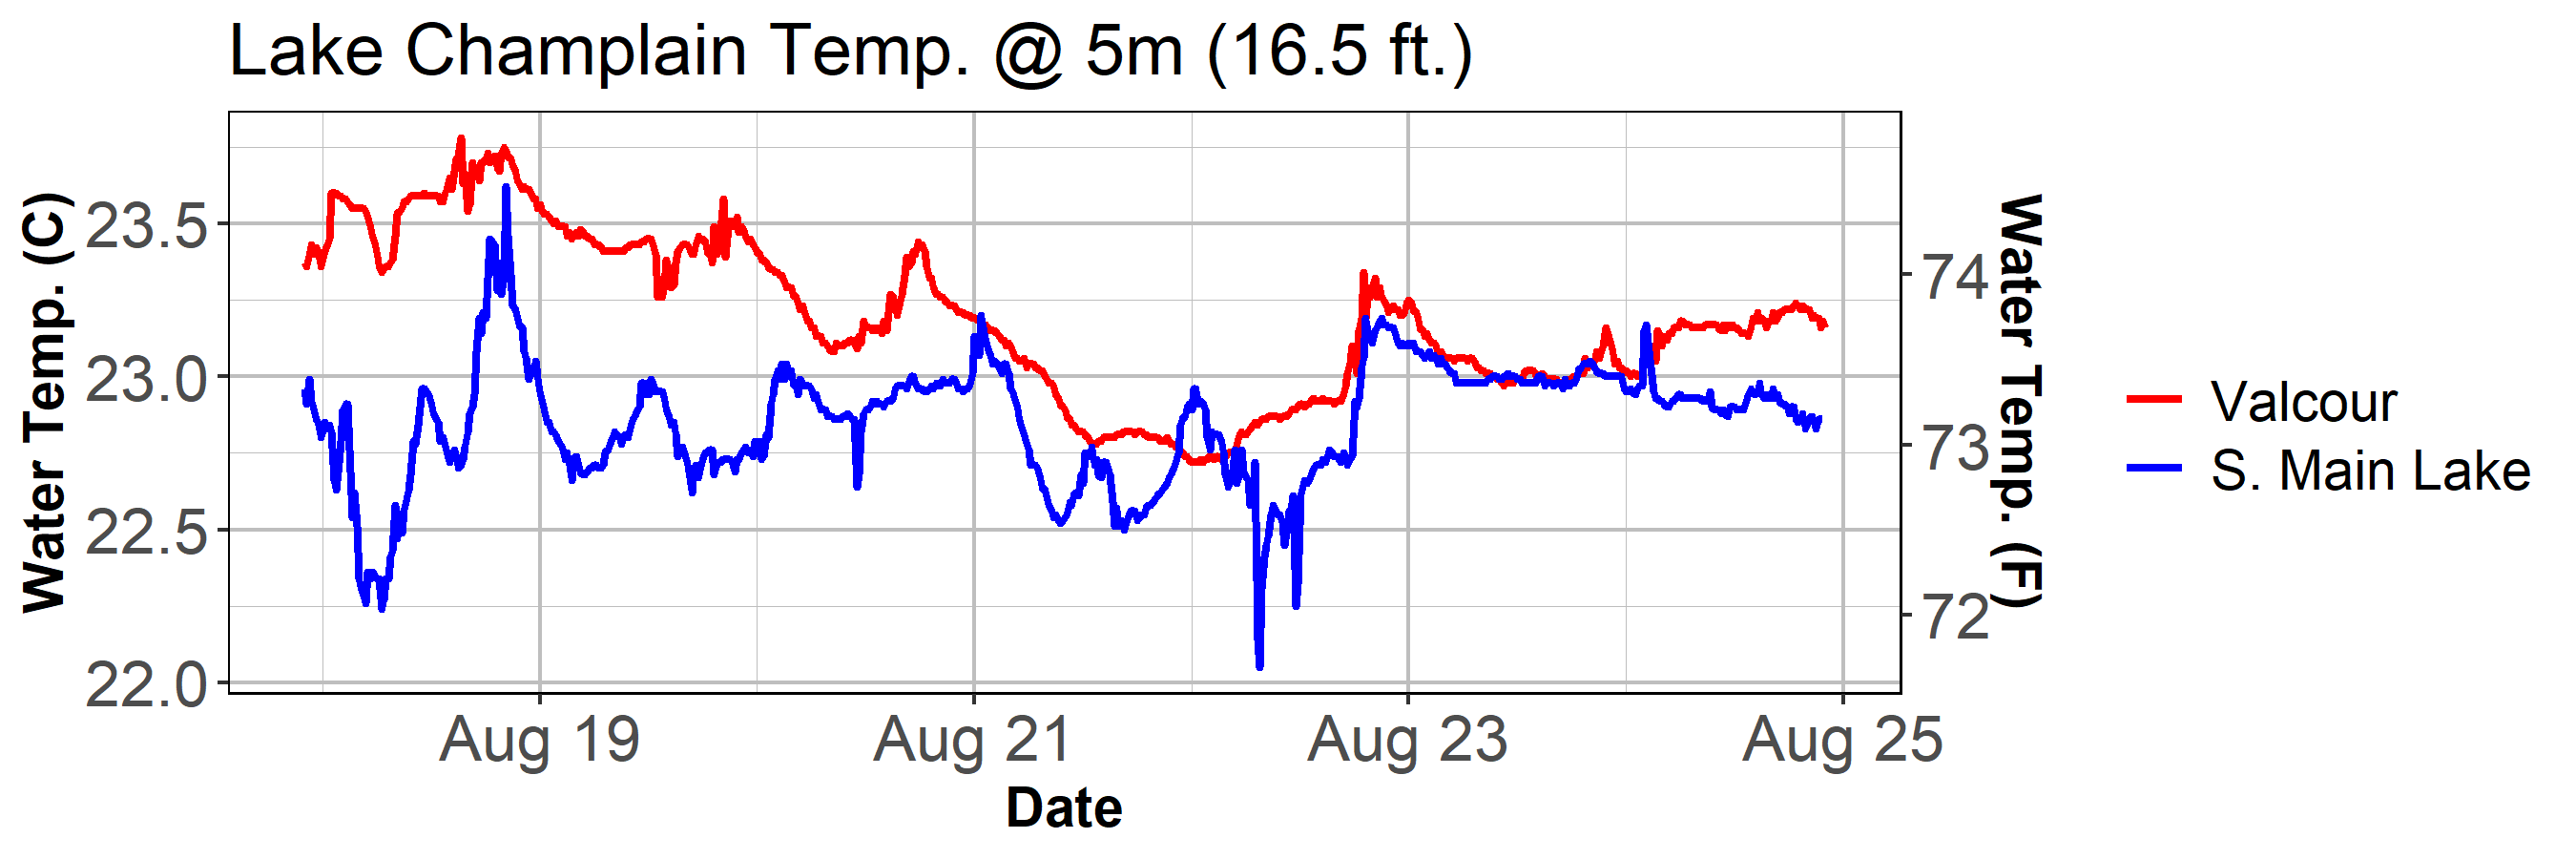 Lake Champlain Temp. @ 5m (16.5 ft.)
Water Temp. (C)
23.5
23.0
22.5
22.0
Aug 19
Aug 21
Aug 23
Aug 25
Date
74
73
72
Water Temp. (F)
Valcour
S. Main Lake